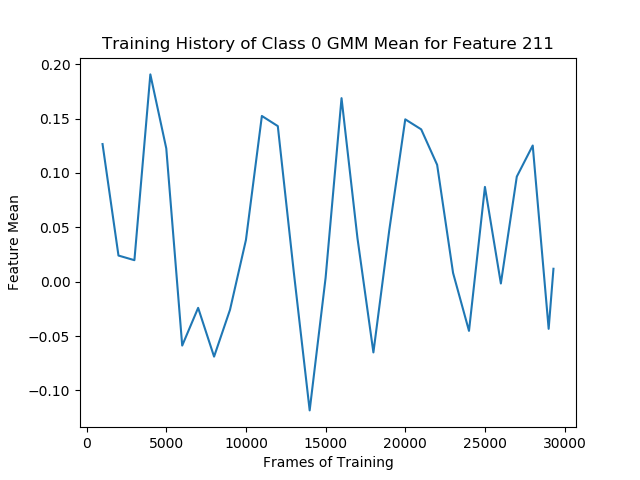 Training History of Class 0 GMM Mean for Feature 211
0.20
0.15
0.10
0.05
0.00
−0.05
−0.10
Feature Mean
0 5000 10000 15000 20000 25000 30000
Frames of Training